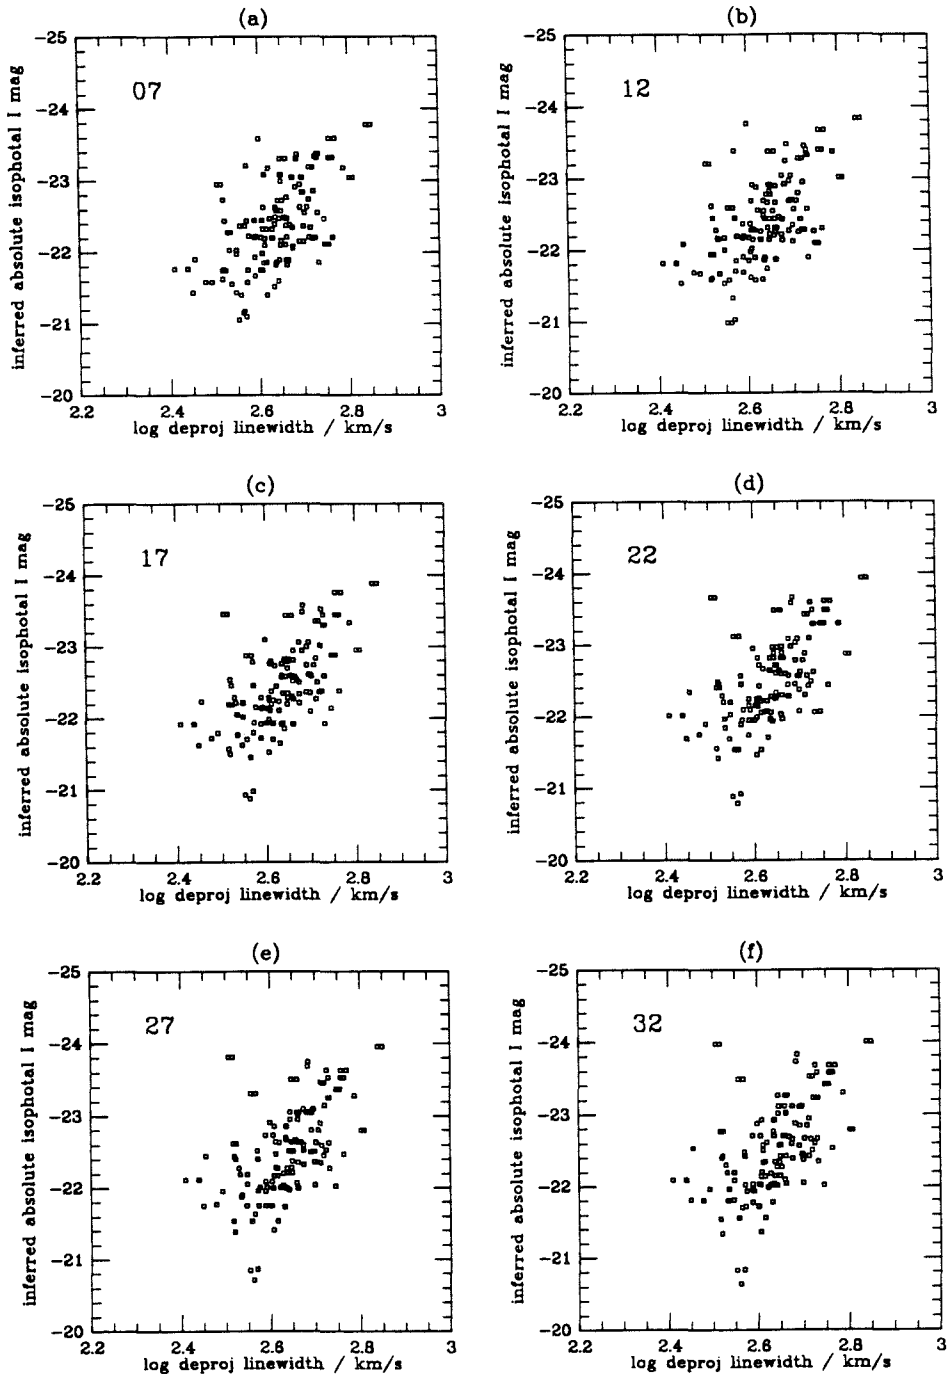 (a)
07
inferred absolute isophotal I mag
-25
-24
-23
-22
-21
-20
2.2 2.4 2.6 2.8 3
log deproj linewidth / km/s
(b)
12
inferred absolute isophotal I mag
-25
-24
-23
-22
-21
-20
2.2 2.4 2.6 2.8 3
log deproj linewidth / km/s
(c)
17
inferred absolute isophotal I mag
-25
-24
-23
-22
-21
-20
2.2 2.4 2.6 2.8 3
log deproj linewidth / km/s
(d)
22
inferred absolute isophotal I mag
-25
-24
-23
-22
-21
-20
2.2 2.4 2.6 2.8 3
log deproj linewidth / km/s
(e)
27
inferred absolute isophotal I mag
-25
-24
-23
-22
-21
-20
2.2 2.4 2.6 2.8 3
log deproj linewidth / km/s
(f)
32
inferred absolute isophotal I mag
-25
-24
-23
-22
-21
-20
2.2 2.4 2.6 2.8 3
log deproj linewidth / km/s